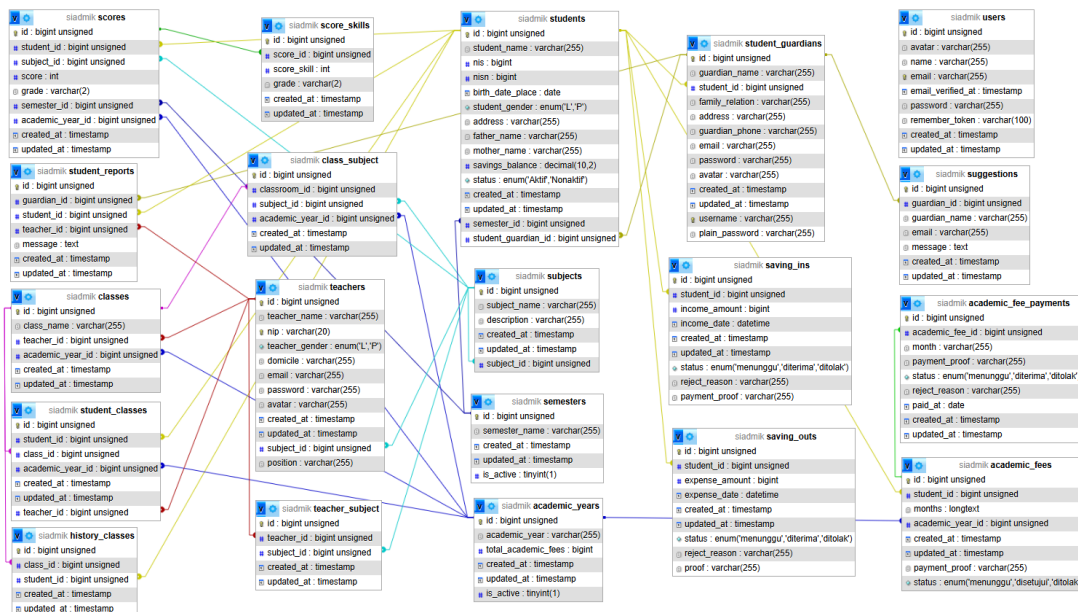 siadmik scores
id : bigint unsigned
student_id : bigint unsigned
subject_id : bigint unsigned
score : int
grade : varchar(2)
semester_id : bigint unsigned
academic_year_id : bigint unsigned
created_at : timestamp
updated_at : timestamp
siadmik student_reports
id : bigint unsigned
guardian_id : bigint unsigned
student_id : bigint unsigned
teacher_id : bigint unsigned
message : text
created_at : timestamp
updated_at : timestamp
siadmik classes
id : bigint unsigned
class_name : varchar(255)
teacher_id : bigint unsigned
academic_year_id : bigint unsigned
created_at : timestamp
updated_at : timestamp
siadmik student_classes
id : bigint unsigned
student_id : bigint unsigned
class_id : bigint unsigned
academic_year_id : bigint unsigned
created_at : timestamp
updated_at : timestamp
teacher_id : bigint unsigned
siadmik history_classes
id : bigint unsigned
class_id : bigint unsigned
student_id : bigint unsigned
created_at : timestamp
updated_at : timestamp
siadmik score_skills
id : bigint unsigned
score_id : bigint unsigned
score_skill : int
grade : varchar(2)
created_at : timestamp
updated_at : timestamp
siadmik class_subject
id : bigint unsigned
classroom_id : bigint unsigned
subject_id : bigint unsigned
academic_year_id : bigint unsigned
created_at : timestamp
updated_at : timestamp
siadmik teachers
id : bigint unsigned
teacher_name : varchar(255)
nip : varchar(20)
teacher_gender : enum('L','P')
domicile : varchar(255)
email : varchar(255)
password : varchar(255)
avatar : varchar(255)
created_at : timestamp
updated_at : timestamp
subject_id : bigint unsigned
position : varchar(255)
siadmik teacher_subject
id : bigint unsigned
teacher_id : bigint unsigned
subject_id : bigint unsigned
created_at : timestamp
updated_at : timestamp
siadmik students
id : bigint unsigned
student_name : varchar(255)
nis : bigint
nisn : bigint
birth_date_place : date
student_gender : enum('L','P')
address : varchar(255)
father_name : varchar(255)
mother_name : varchar(255)
savings_balance : decimal(10,2)
status : enum('Aktif','Nonaktif')
created_at : timestamp
updated_at : timestamp
semester_id : bigint unsigned
student_guardian_id : bigint unsigned
siadmik subjects
id : bigint unsigned
subject_name : varchar(255)
description : varchar(255)
created_at : timestamp
updated_at : timestamp
subject_id : bigint unsigned
siadmik semesters
id : bigint unsigned
semester_name : varchar(255)
created_at : timestamp
updated_at : timestamp
is_active : tinyint(1)
siadmik academic_years
id : bigint unsigned
academic_year : varchar(255)
total_academic_fees : bigint
created_at : timestamp
updated_at : timestamp
is_active : tinyint(1)
siadmik student_guardians
id : bigint unsigned
guardian_name : varchar(255)
student_id : bigint unsigned
family_relation : varchar(255)
address : varchar(255)
guardian_phone : varchar(255)
email : varchar(255)
password : varchar(255)
avatar : varchar(255)
created_at : timestamp
updated_at : timestamp
username : varchar(255)
plain_password : varchar(255)
siadmik saving_ins
id : bigint unsigned
student_id : bigint unsigned
income_amount : bigint
income_date : datetime
created_at : timestamp
updated_at : timestamp
status : enum('menunggu','diterima','ditolak')
reject_reason : varchar(255)
payment_proof : varchar(255)
siadmik saving_outs
id : bigint unsigned
student_id : bigint unsigned
expense_amount : bigint
expense_date : datetime
created_at : timestamp
updated_at : timestamp
status : enum('menunggu','diterima','ditolak')
reject_reason : varchar(255)
proof : varchar(255)
siadmik users
id : bigint unsigned
avatar : varchar(255)
name : varchar(255)
email : varchar(255)
email_verified_at : timestamp
password : varchar(255)
remember_token : varchar(100)
created_at : timestamp
updated_at : timestamp
siadmik suggestions
id : bigint unsigned
guardian_id : bigint unsigned
guardian_name : varchar(255)
email : varchar(255)
message : text
created_at : timestamp
updated_at : timestamp
siadmik academic_fee_payments
id : bigint unsigned
academic_fee_id : bigint unsigned
month : varchar(255)
payment_proof : varchar(255)
status : enum('menunggu','diterima','ditolak'
reject_reason : varchar(255)
paid_at : date
created_at : timestamp
updated_at : timestamp
siadmik academic_fees
id : bigint unsigned
student_id : bigint unsigned
months : longtext
academic_year_id : bigint unsigned
created_at : timestamp
updated_at : timestamp
payment_proof : varchar(255)
status : enum('menunggu','disetujui','ditolak